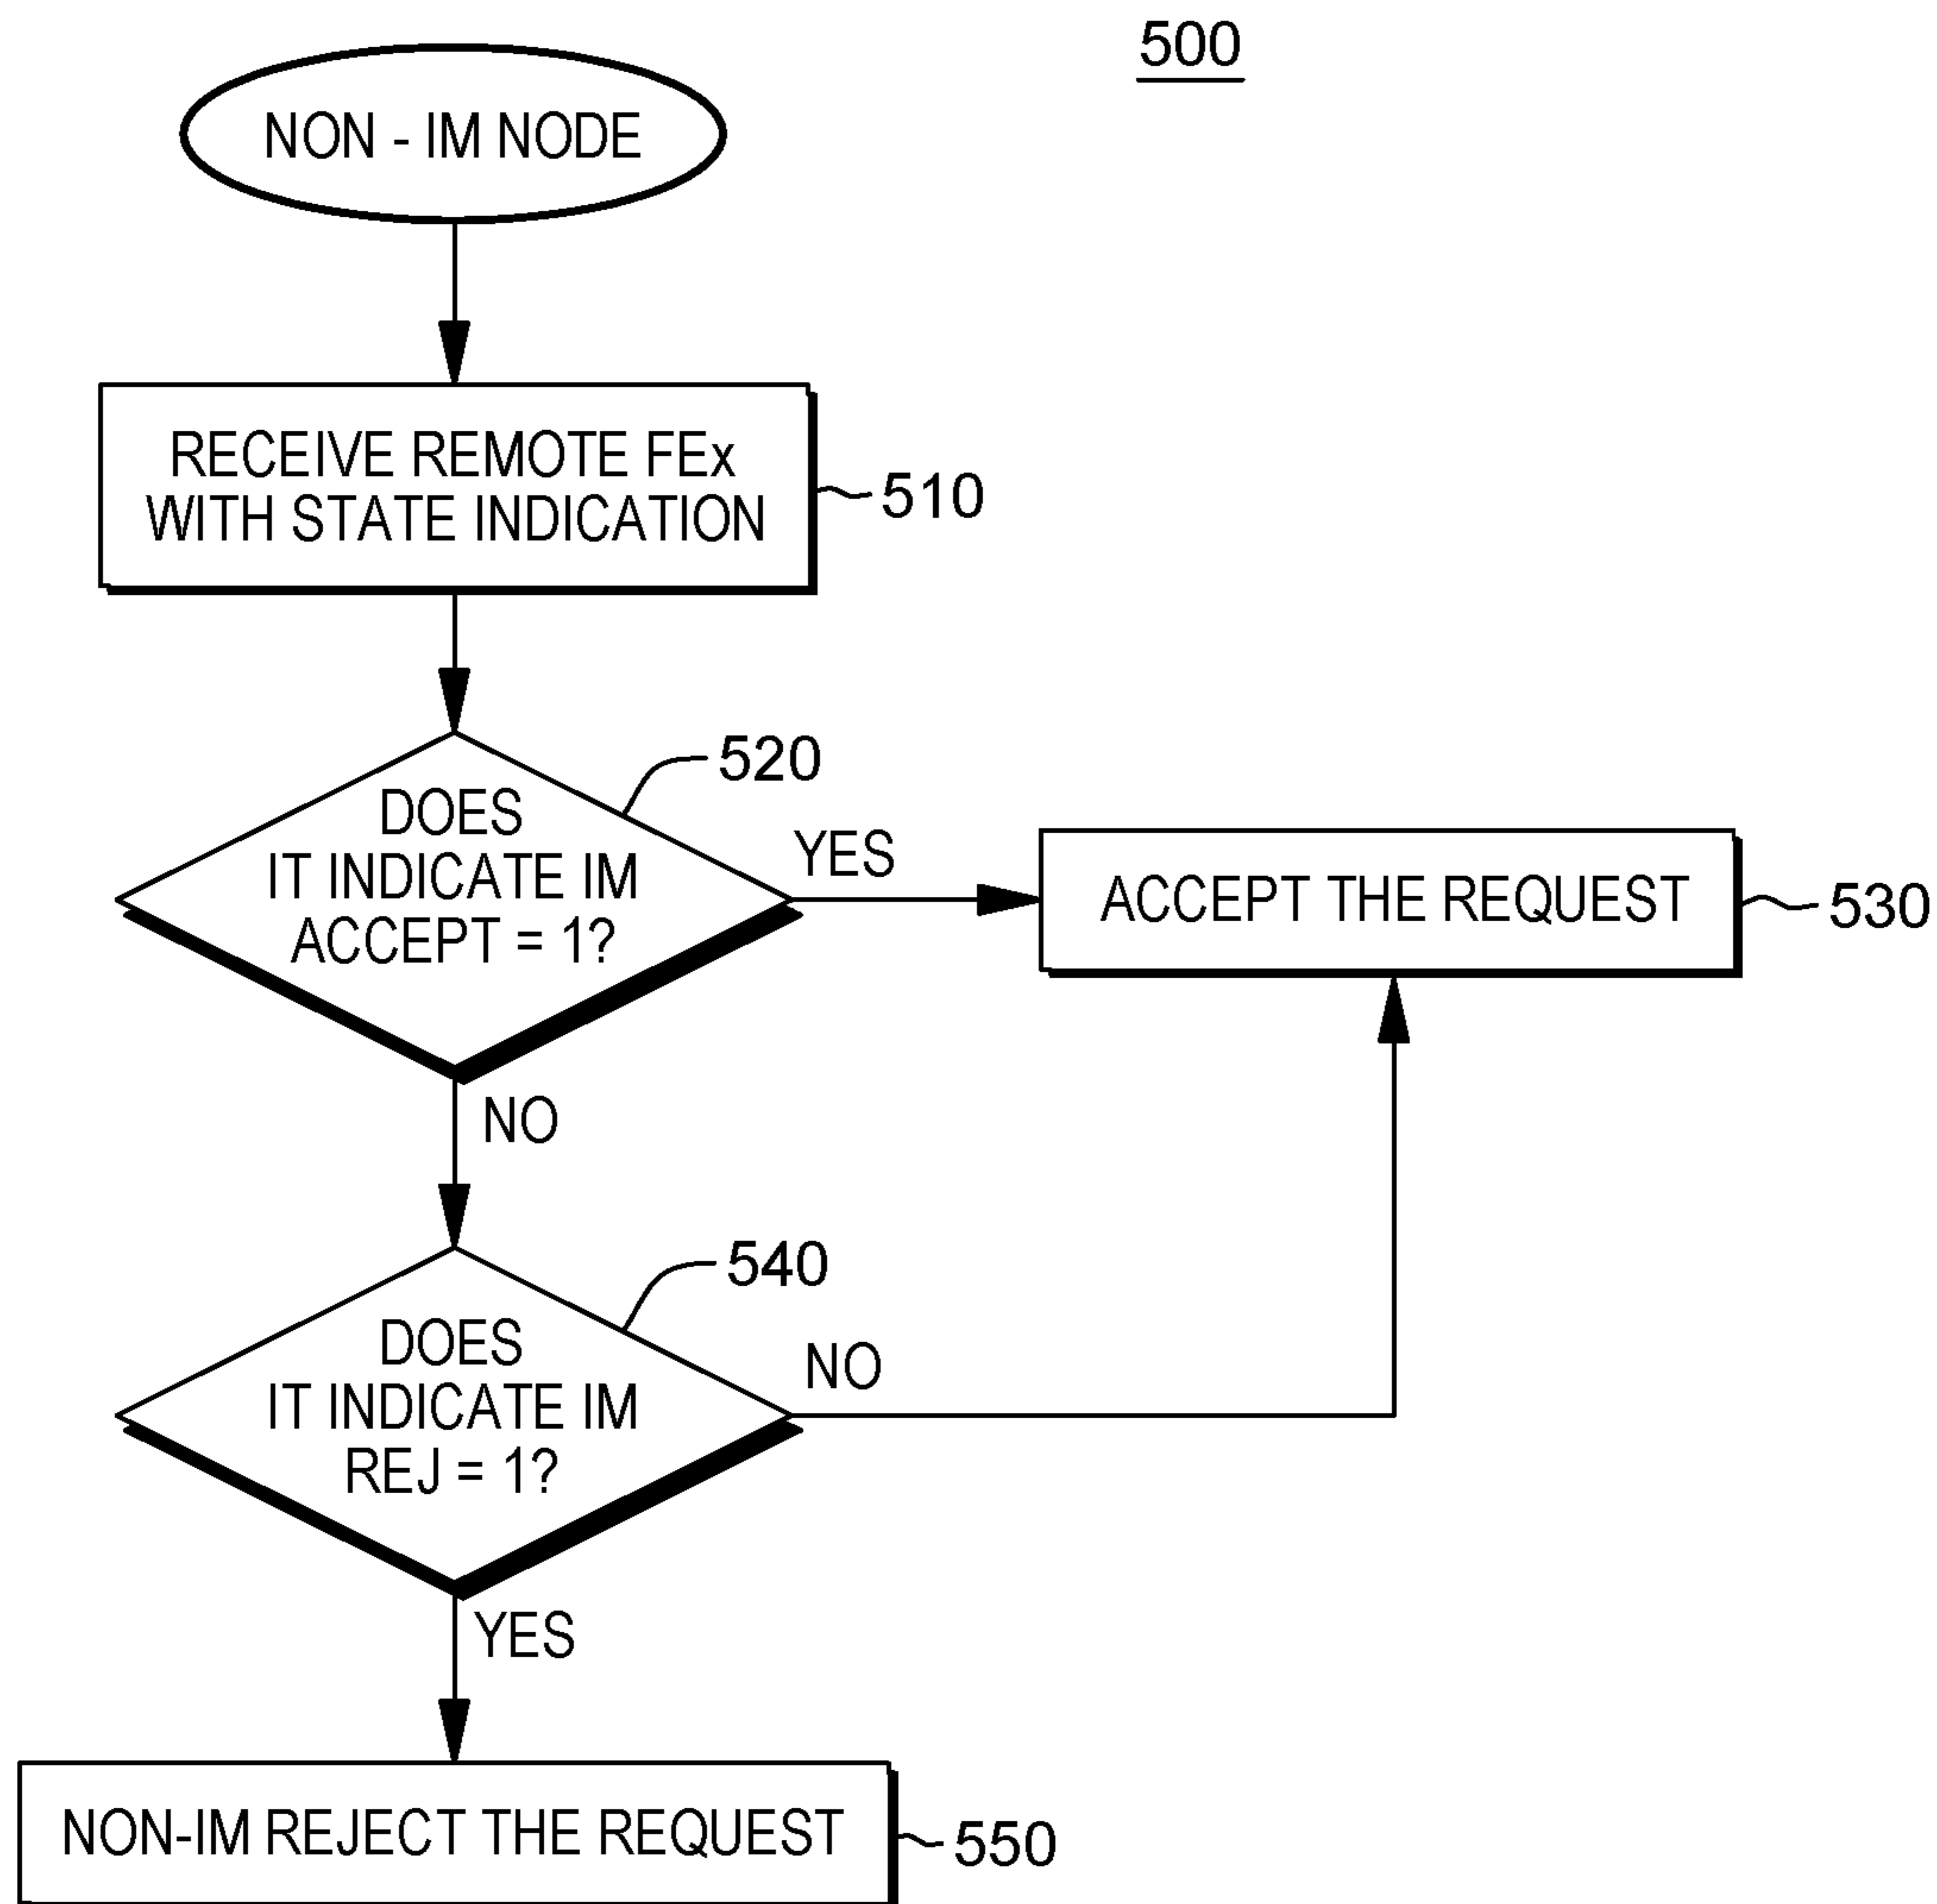 500
NON - IM NODE
RECEIVE REMOTE FEx
WITH STATE INDICATION
510
520
DOES
IT INDICATE IM
ACCEPT = 1?
YES
ACCEPT THE REQUEST
530
NO
540
DOES
IT INDICATE IM
REJ = 1?
NO
YES
NON-IM REJECT THE REQUEST
550